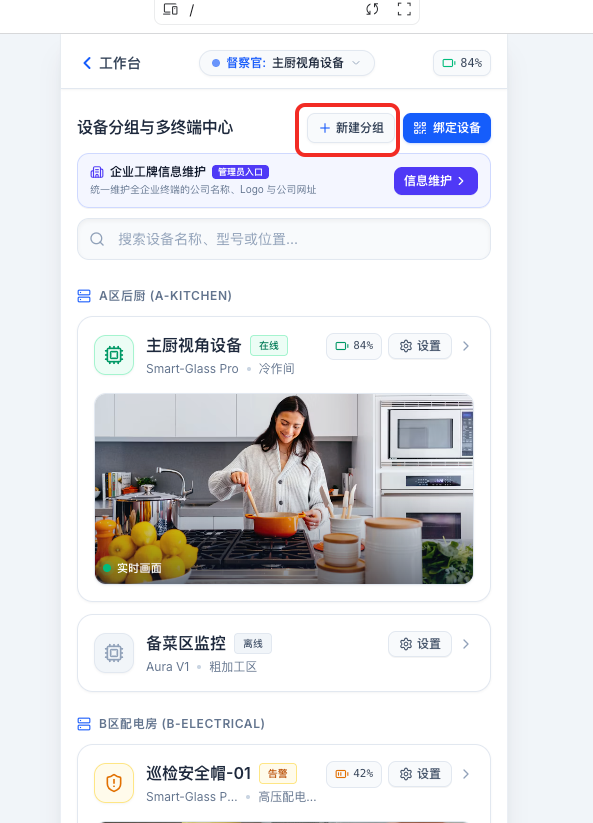 /
工作台
督察官: 主厨视角设备
84%
设备分组与多终端中心
新建分组
绑定设备
企业工牌信息维护 管理员入口
统一维护全企业终端的公司名称、Logo 与公司网址
信息维护
搜索设备名称、型号或位置...
A区后厨 (A-KITCHEN)
主厨视角设备 在线 84% 设置
Smart-Glass Pro • 冷作间
实时画面
备菜区监控 离线 设置
Aura V1 • 粗加工区
B区配电房 (B-ELECTRICAL)
巡检安全帽-01 告警 42% 设置
Smart-Glass P... • 高压配电...